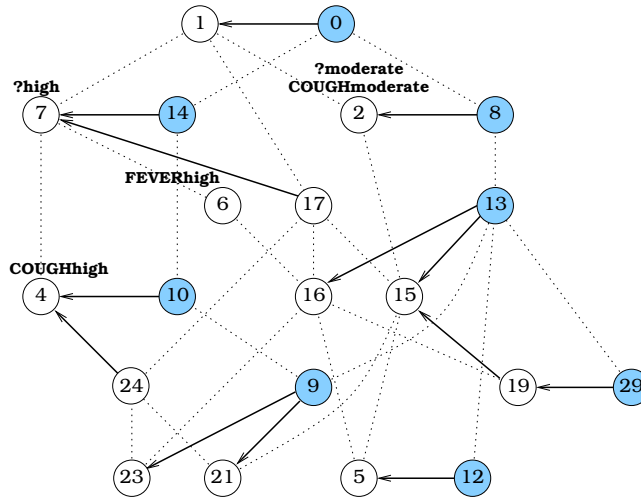 1 0
?moderate
?high COUGHmoderate
7 14 2 8
FEVERhigh
6 17 13
COUGHhigh
4 10 16 15
24 9 19 29
23 21 5 12